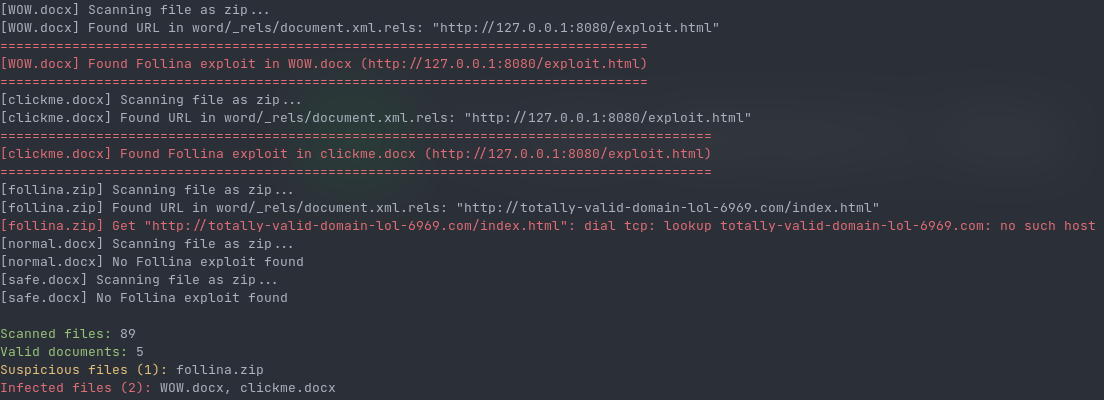 [WOW.docx] Scanning file as zip...
[WOW.docx] Found URL in word/_rels/document.xml.rels: "http://127.0.0.1:8080/exploit.html"
=================================================================================
[WOW.docx] Found Follina exploit in WOW.docx (http://127.0.0.1:8080/exploit.html)
=================================================================================
[clickme.docx] Scanning file as zip...
[clickme.docx] Found URL in word/_rels/document.xml.rels: "http://127.0.0.1:8080/exploit.html"
=========================================================================================
[clickme.docx] Found Follina exploit in clickme.docx (http://127.0.0.1:8080/exploit.html)
=========================================================================================
[follina.zip] Scanning file as zip...
[follina.zip] Found URL in word/_rels/document.xml.rels: "http://totally-valid-domain-lol-6969.com/index.html"
[follina.zip] Get "http://totally-valid-domain-lol-6969.com/index.html": dial tcp: lookup totally-valid-domain-lol-6969.com: no such host
[normal.docx] Scanning file as zip...
[normal.docx] No Follina exploit found
[safe.docx] Scanning file as zip...
[safe.docx] No Follina exploit found
Scanned files: 89
Valid documents: 5
Suspicious files (1): follina.zip
Infected files (2): WOW.docx, clickme.docx